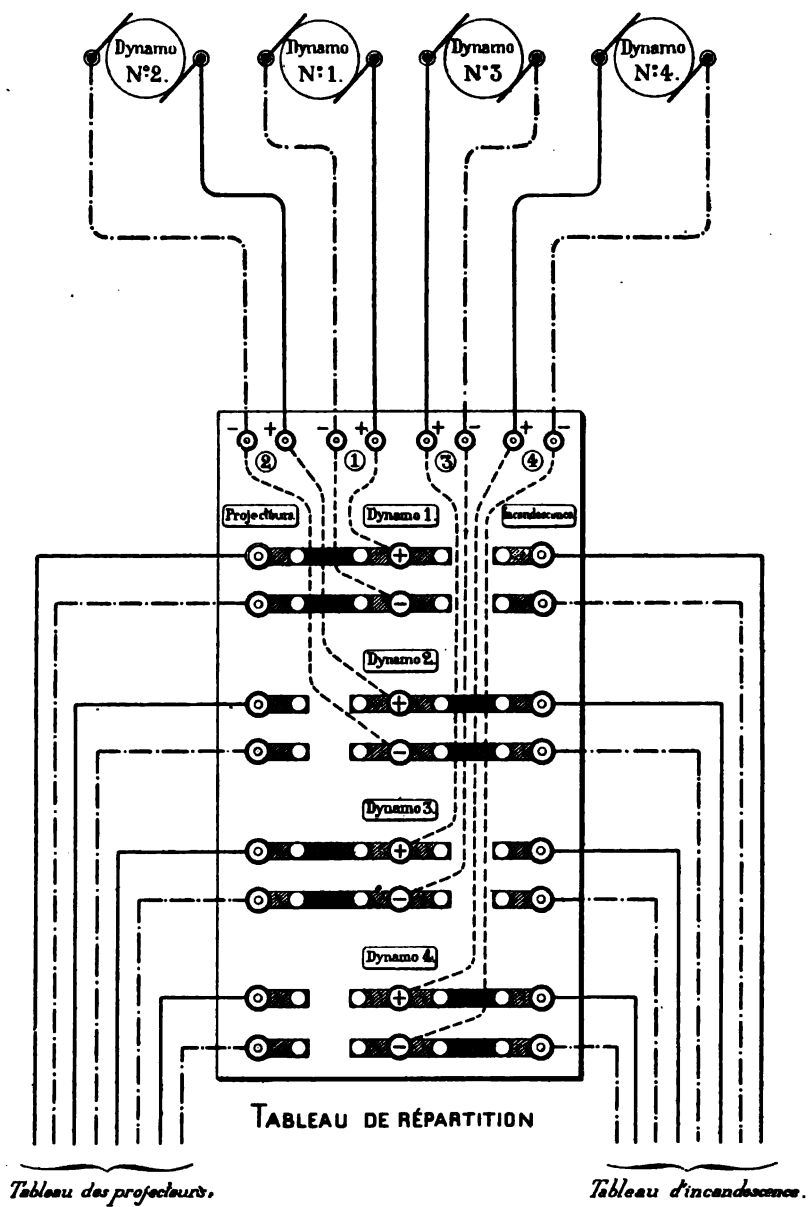 Dynamo
N°2.
Dynamo
N°1.
Dynamo
N°3
Dynamo
N°4.
- + - + + - + -
2 1 3 4
Projecteurs
Dynamo 1.
Incandescence
+ +
-
Dynamo 2.
+
-
Dynamo 3.
+
-
Dynamo 4.
+
-
TABLEAU DE RÉPARTITION
Tableau des projecteurs.
Tableau d'incandescence.